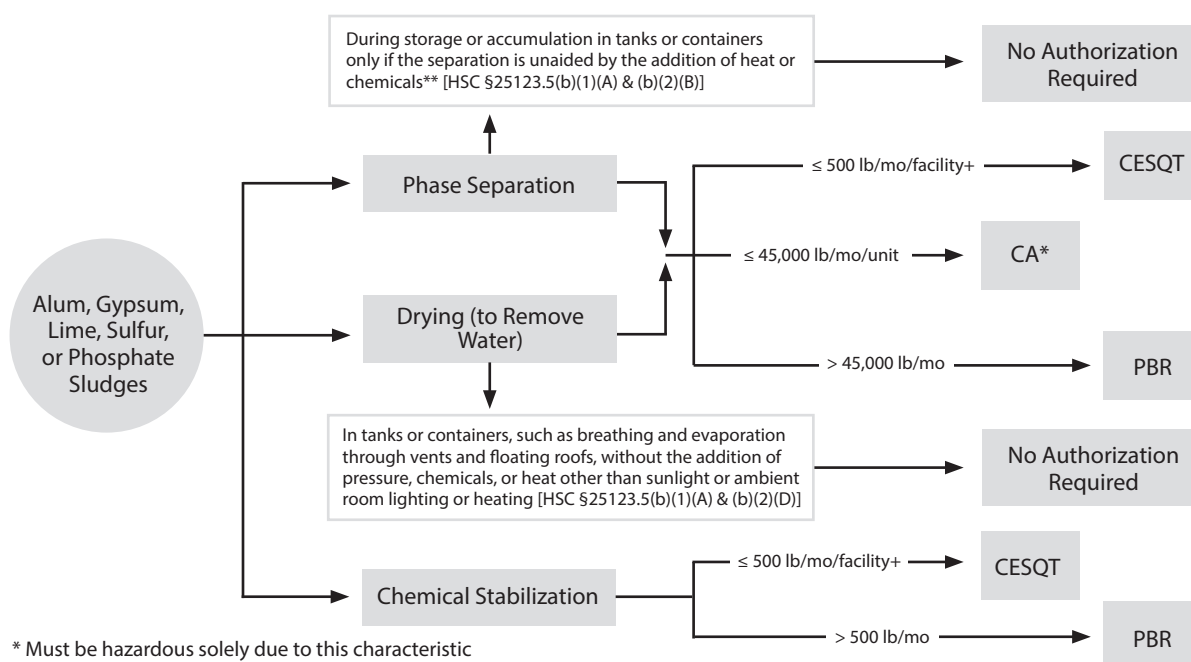 During storage or accumulation in tanks or containers
only if the separation is unaided by the addition of heat or
chemicals** [HSC §25123.5(b)(1)(A) & (b)(2)(B)]
No Authorization
Required
Phase Separation
≤ 500 lb/mo/facility+
CESQT
≤ 45,000 lb/mo/unit
CA*
Alum, Gypsum,
Lime, Sulfur,
or Phosphate
Sludges
Drying (to Remove
Water)
> 45,000 lb/mo
PBR
In tanks or containers, such as breathing and evaporation
through vents and floating roofs, without the addition of
pressure, chemicals, or heat other than sunlight or ambient
room lighting or heating [HSC §25123.5(b)(1)(A) & (b)(2)(D)]
No Authorization
Required
Chemical Stabilization
≤ 500 lb/mo/facility+
CESQT
> 500 lb/mo
PBR
* Must be hazardous solely due to this characteristic